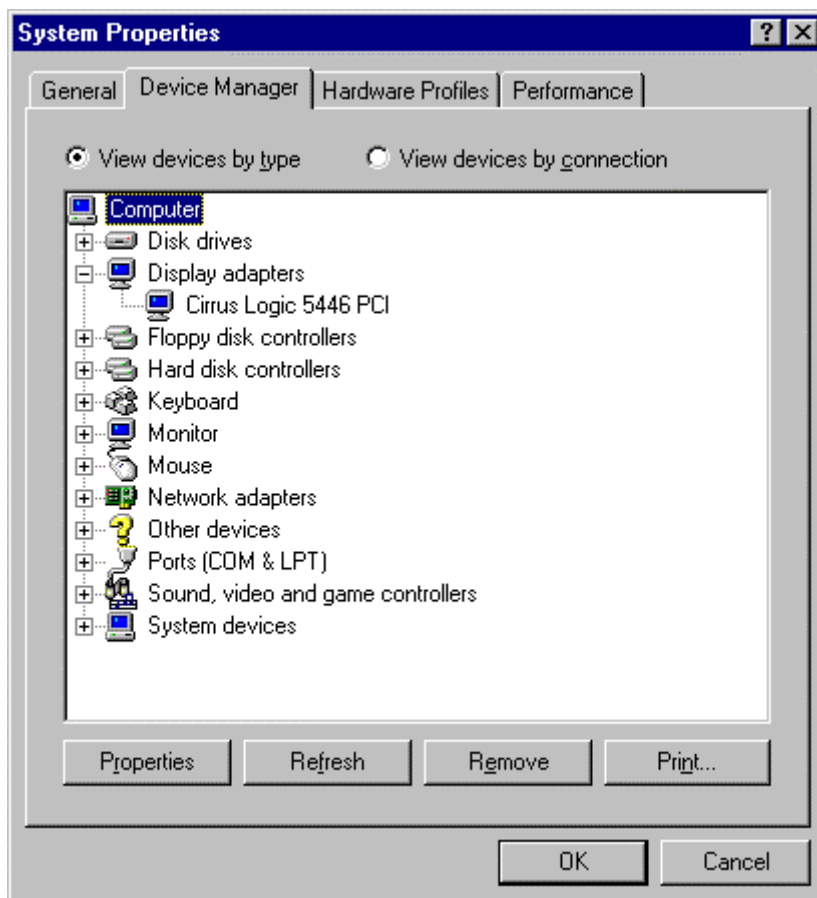 System Properties
General Device Manager Hardware Profiles Performance
View devices by type View devices by connection
Computer
Disk drives
Display adapters
Cirrus Logic 5446 PCI
Floppy disk controllers
Hard disk controllers
Keyboard
Monitor
Mouse
Network adapters
Other devices
Ports (COM & LPT)
Sound, video and game controllers
System devices
Properties Refresh Remove Print...
OK Cancel